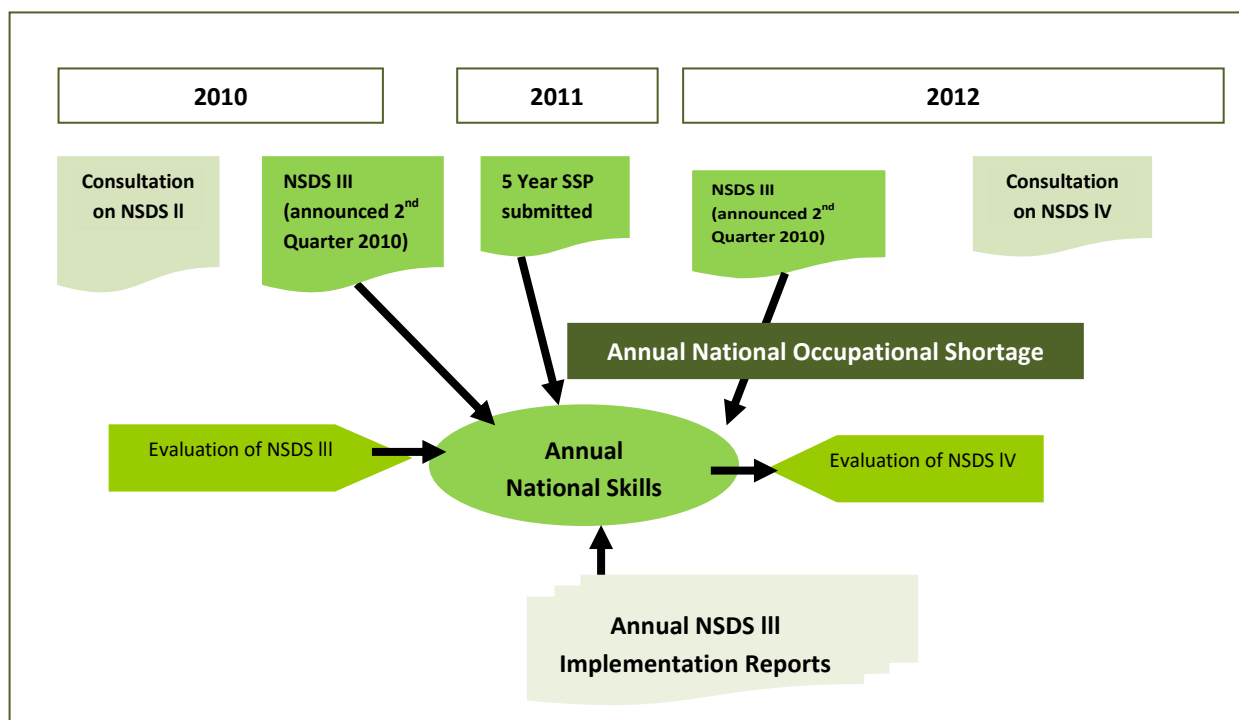 2010
2011
2012
Consultation
on NSDS ll
NSDS III
(announced 2nd
Quarter 2010)
5 Year SSP
submitted
NSDS III
(announced 2nd
Quarter 2010)
Consultation
on NSDS lV
Annual National Occupational Shortage
Evaluation of NSDS lll
Annual
National Skills
Evaluation of NSDS lV
Annual NSDS lll
Implementation Reports